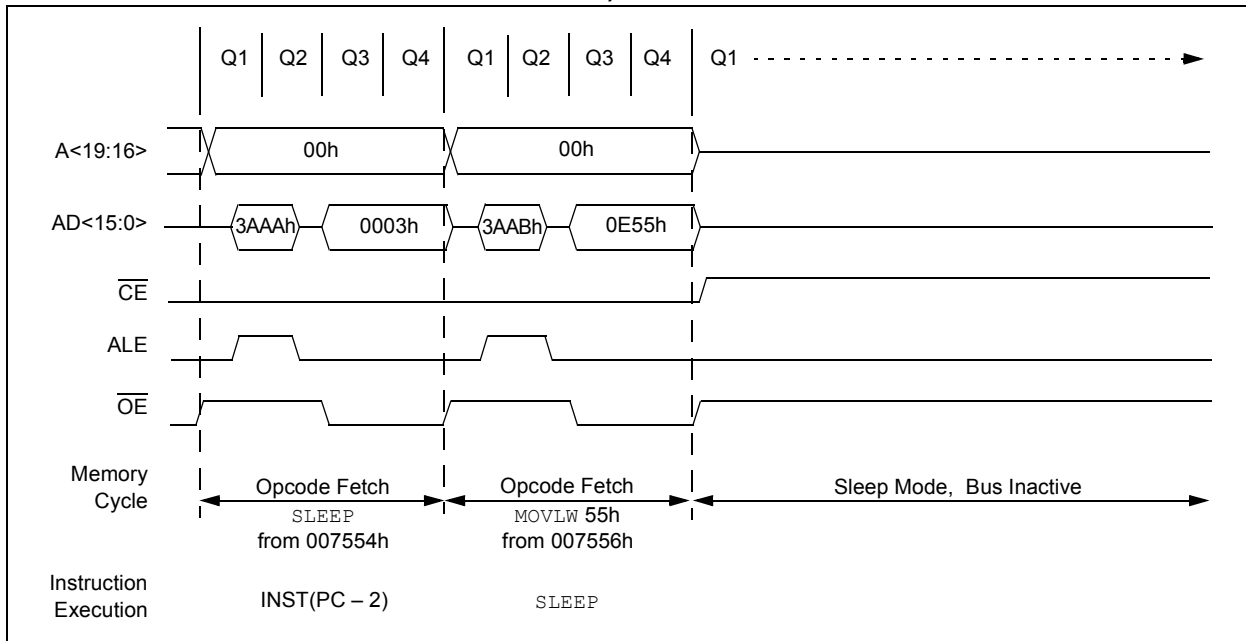 Q1 Q2 Q3 Q4 Q1 Q2 Q3 Q4 Q1
A<19:16> 00h 00h
AD<15:0> 3AAAh 0003h 3AABh 0E55h
CE
ALE
OE
Memory
Cycle
Opcode Fetch
SLEEP
from 007554h
Opcode Fetch
MOVLW 55h
from 007556h
Sleep Mode, Bus Inactive
Instruction
Execution
INST(PC – 2)
SLEEP